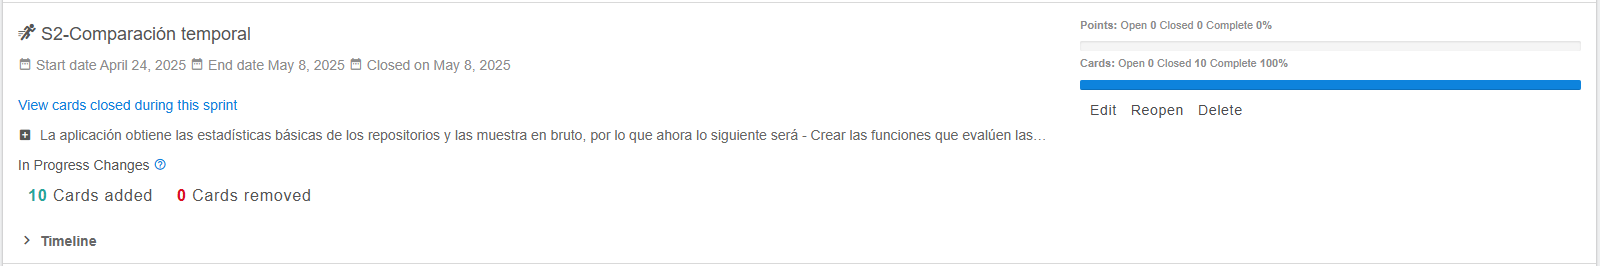 S2-Comparación temporal
Start date April 24, 2025 End date May 8, 2025 Closed on May 8, 2025
View cards closed during this sprint
La aplicación obtiene las estadísticas básicas de los repositorios y las muestra en bruto, por lo que ahora lo siguiente será - Crear las funciones que evalúen las...
In Progress Changes
10 Cards added 0 Cards removed
Timeline
Points: Open 0 Closed 0 Complete 0%
Cards: Open 0 Closed 10 Complete 100%
Edit Reopen Delete